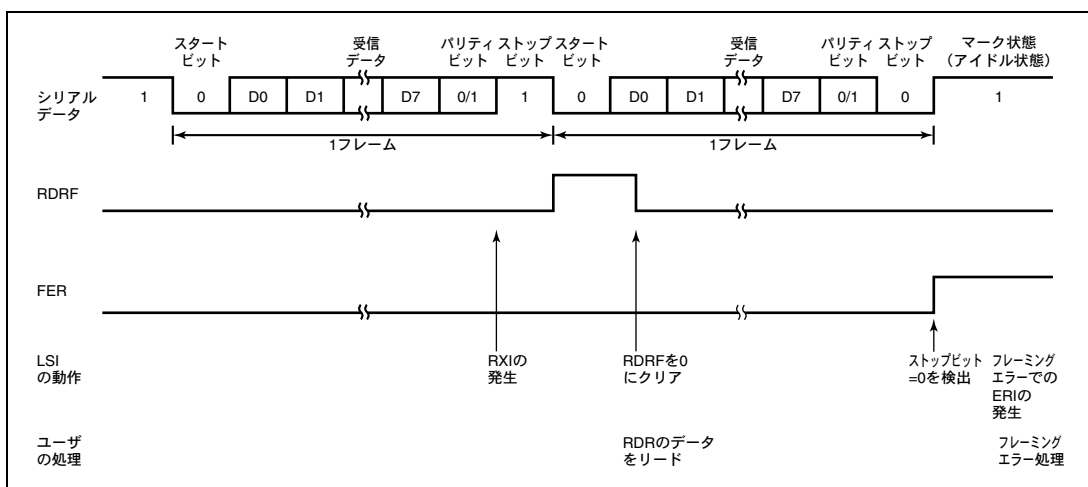 スタート
ビット
受信
データ
パリティ
ビット
ストップ
ビット
スタート
ビット
受信
データ
パリティ
ビット
ストップ
ビット
マーク状態
(アイドル状態)
シリアル
データ
1 0 D0 D1 D7 0/1 1 0 D0 D1 D7 0/1 0 1
1フレーム 1フレーム
RDRF
FER
LSI
の動作
RXIの
発生
RDRFを0
にクリア
ストップビット
=0を検出
フレーミング
エラーでの
ERIの
発生
ユーザ
の処理
RDRのデータ
をリード
フレーミング
エラー処理